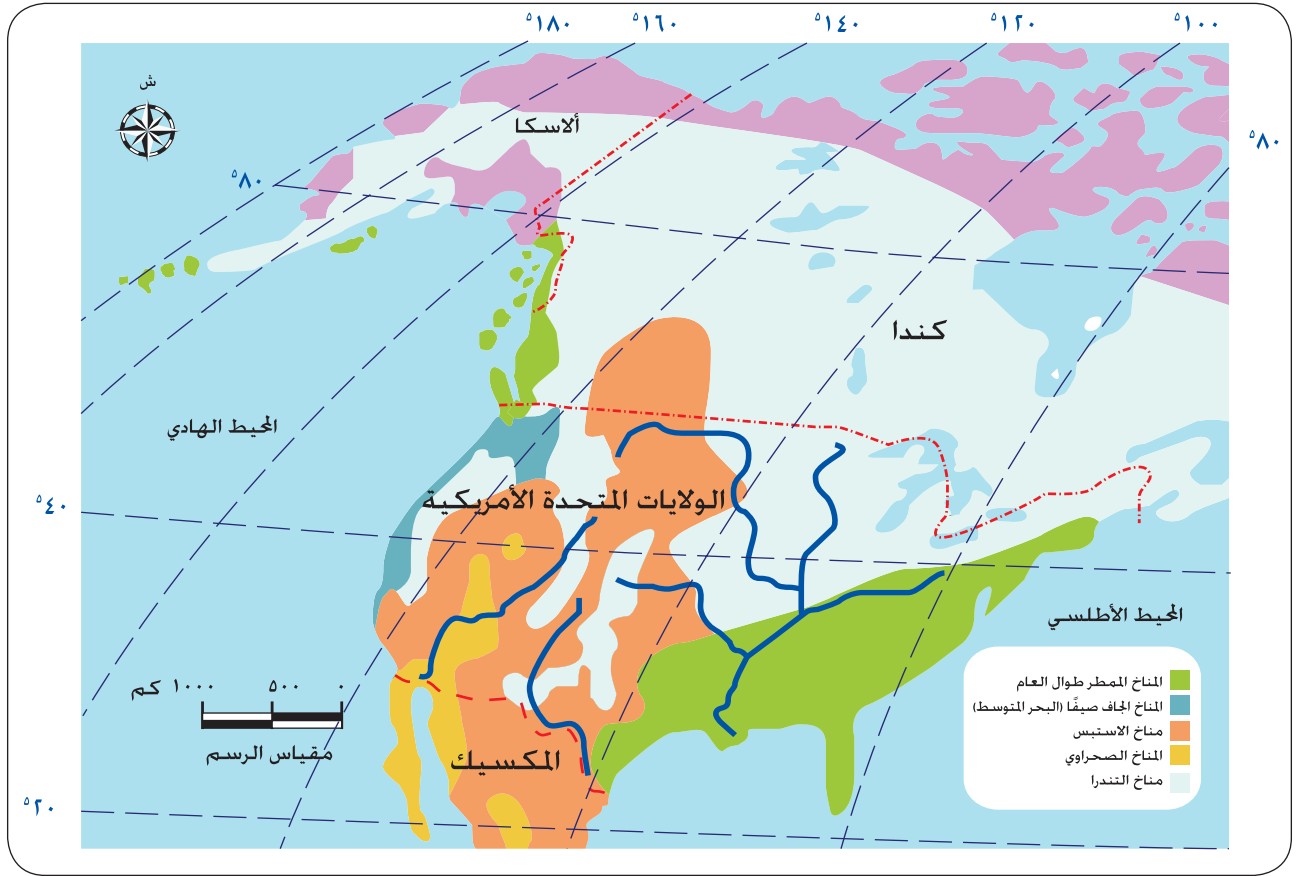 °١٨٠ °١٦٠ °١٤٠ °١٢٠ °١٠٠
ش
ألاسكا
°٨٠
°٨٠
كندا
المحيط الهادي
°٤٠
الولايات المتحدة الأمريكية
المحيط الأطلسي
المناخ الممطر طوال العام
المناخ الجاف صيفًا (البحر المتوسط)
مناخ الاستبس
المناخ الصحراوي
مناخ التندرا
٠ ٥٠٠ ١٠٠٠ كم
مقياس الرسم
المكسيك
°٢٠